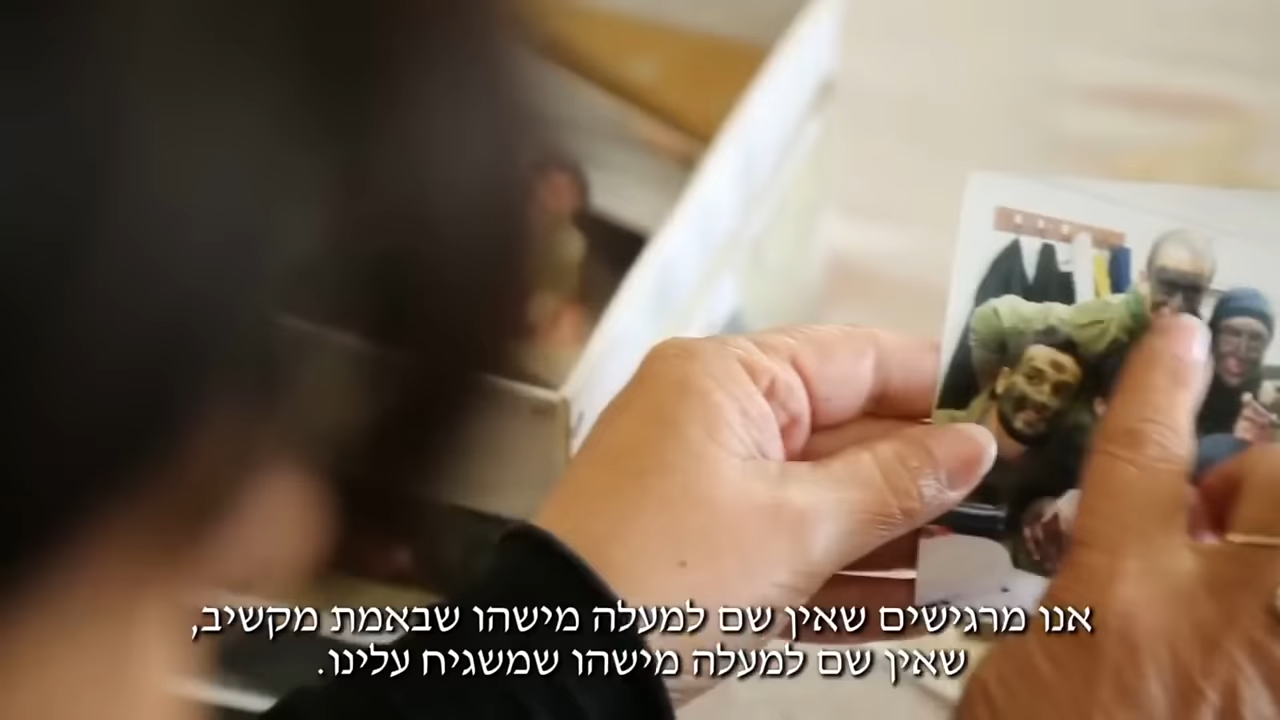 אנו מרגישים שאין שם למעלה מישהו שבאמת מקשיב,
שאין שם למעלה מישהו שמשגיח עלינו.